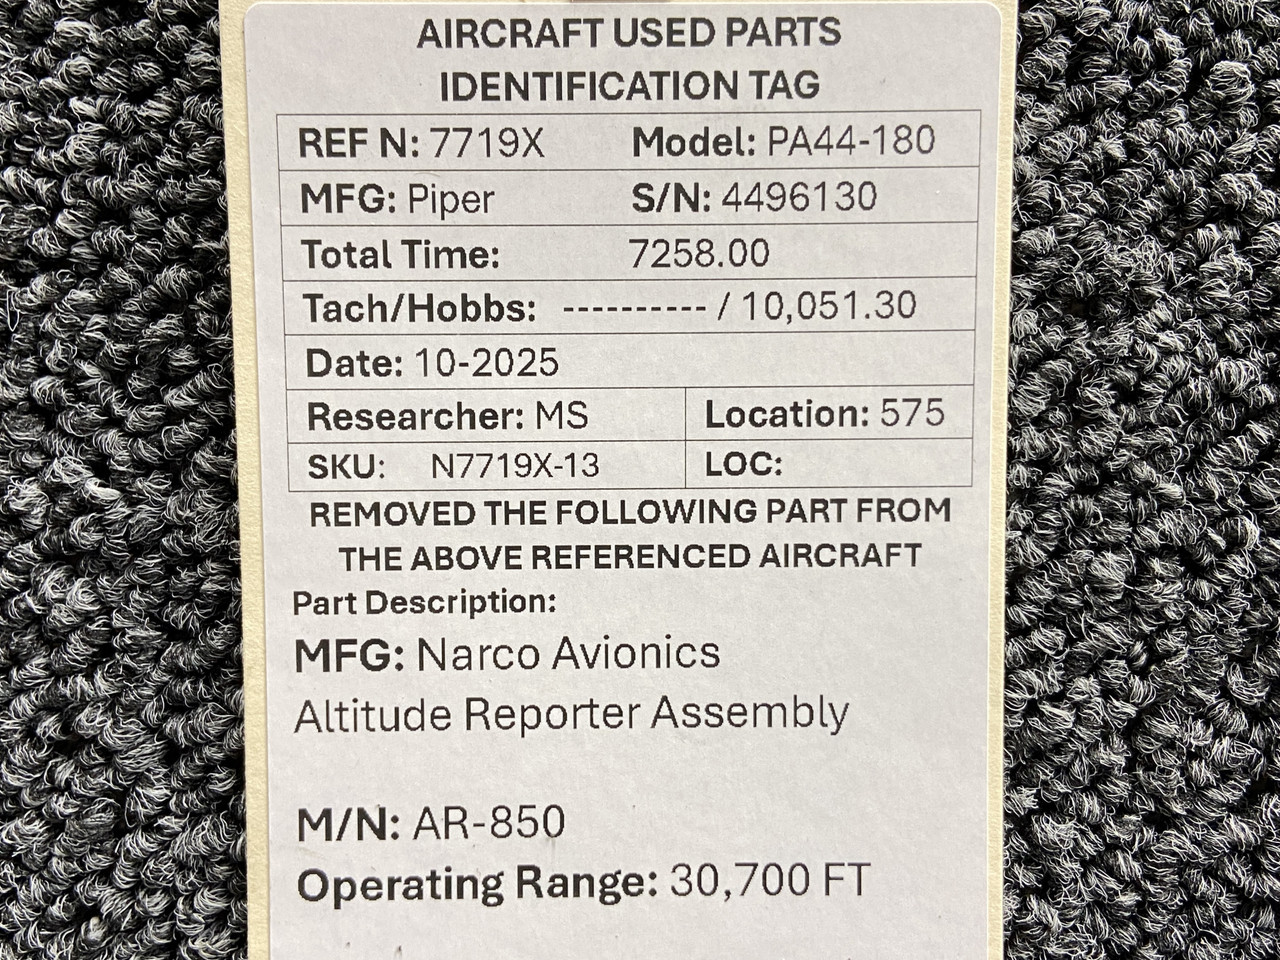 AIRCRAFT USED PARTS
IDENTIFICATION TAG
REF N: 7719X Model: PA44-180
MFG: Piper S/N: 4496130
Total Time: 7258.00
Tach/Hobbs: ---------- / 10,051.30
Date: 10-2025
Researcher: MS Location: 575
SKU: N7719X-13 LOC:
REMOVED THE FOLLOWING PART FROM
THE ABOVE REFERENCED AIRCRAFT
Part Description:
MFG: Narco Avionics
Altitude Reporter Assembly
M/N: AR-850
Operating Range: 30,700 FT